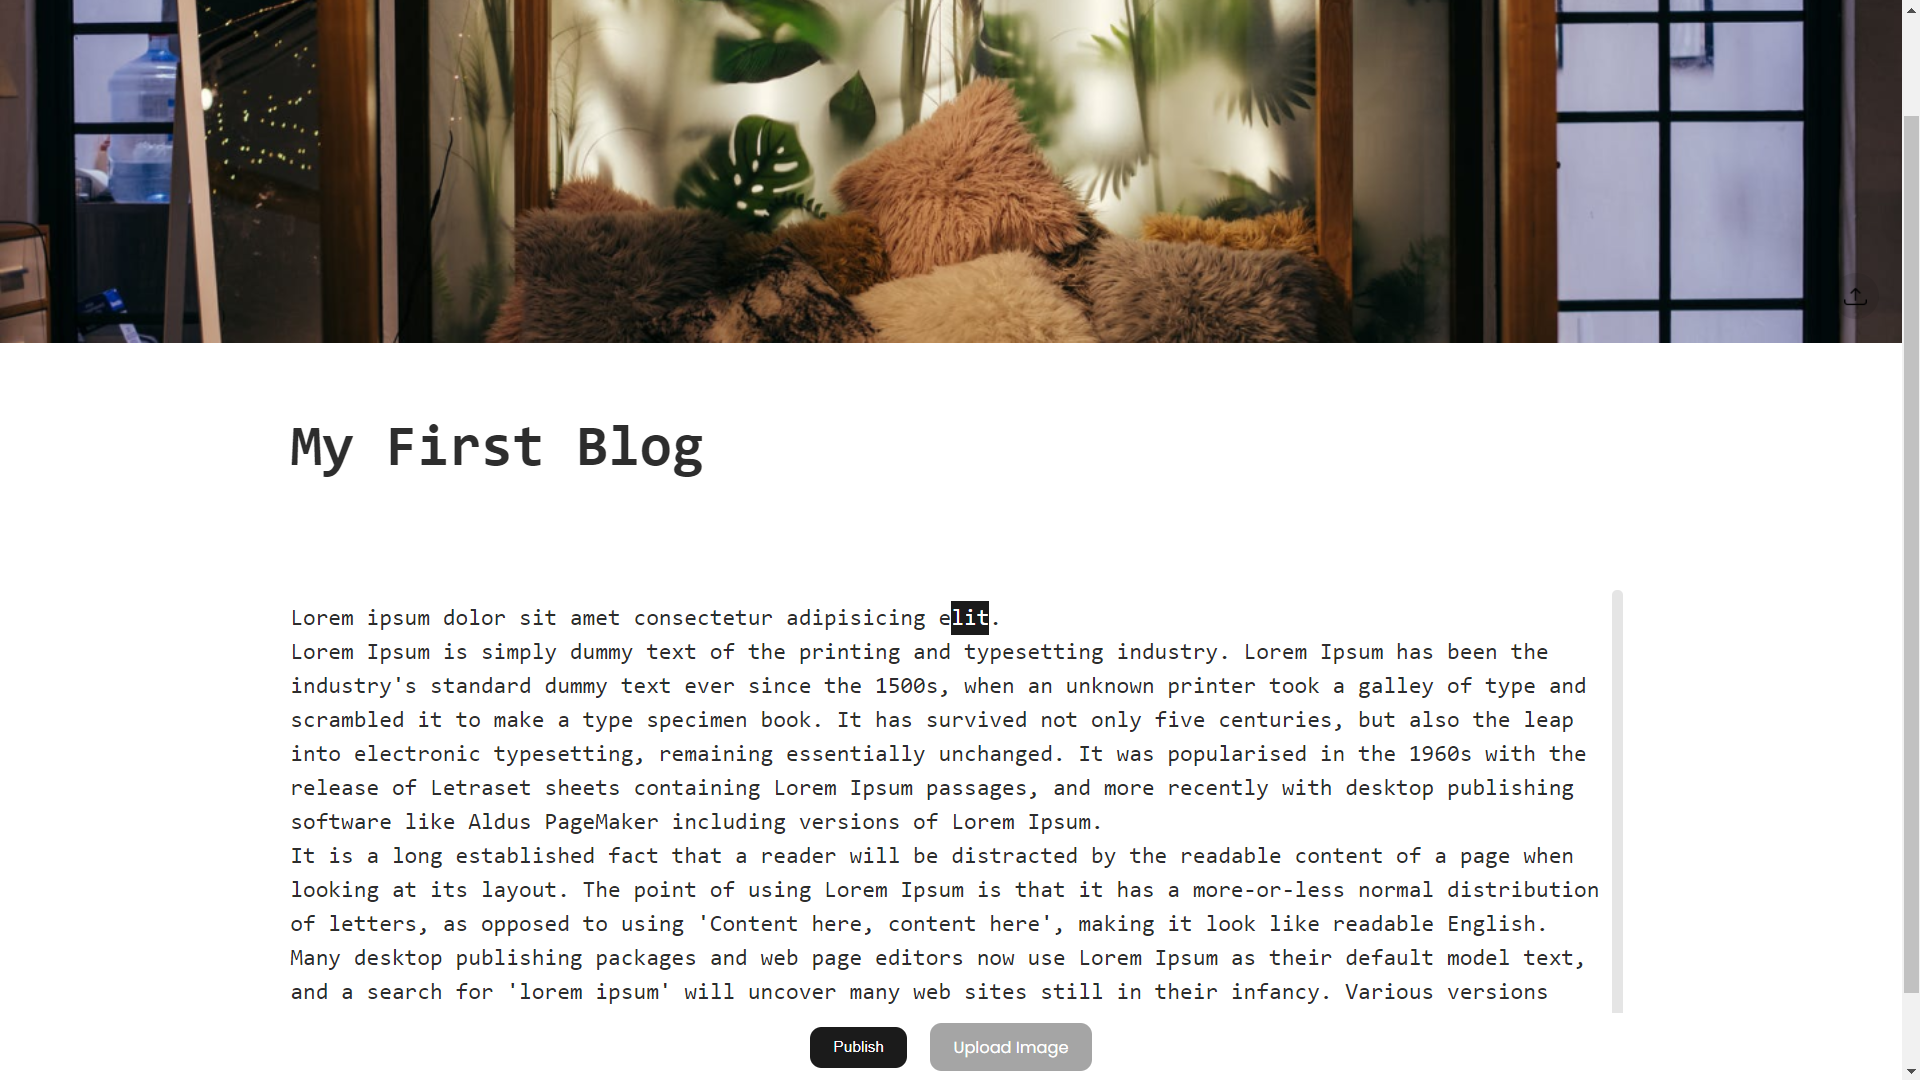 My First Blog
Lorem ipsum dolor sit amet consectetur adipisicing elit.
Lorem Ipsum is simply dummy text of the printing and typesetting industry. Lorem Ipsum has been the
industry's standard dummy text ever since the 1500s, when an unknown printer took a galley of type and
scrambled it to make a type specimen book. It has survived not only five centuries, but also the leap
into electronic typesetting, remaining essentially unchanged. It was popularised in the 1960s with the
release of Letraset sheets containing Lorem Ipsum passages, and more recently with desktop publishing
software like Aldus PageMaker including versions of Lorem Ipsum.
It is a long established fact that a reader will be distracted by the readable content of a page when
looking at its layout. The point of using Lorem Ipsum is that it has a more-or-less normal distribution
of letters, as opposed to using 'Content here, content here', making it look like readable English.
Many desktop publishing packages and web page editors now use Lorem Ipsum as their default model text,
and a search for 'lorem ipsum' will uncover many web sites still in their infancy. Various versions
Publish
Upload Image